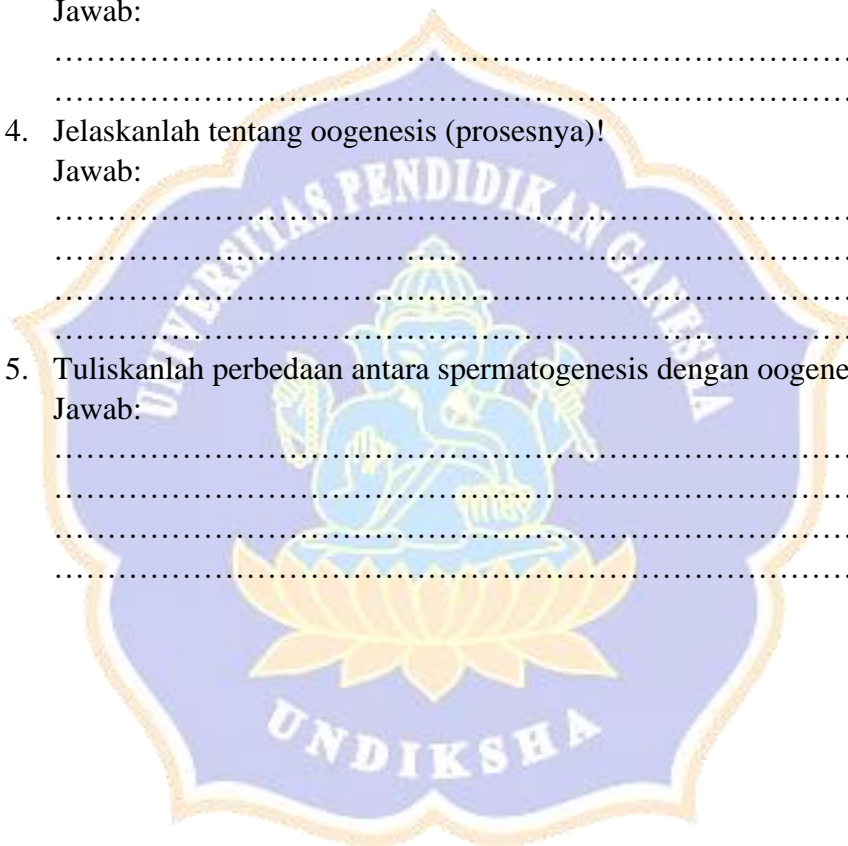 Jawab:
……………………………………………………………………
……………………………………………………………………
4. Jelaskanlah tentang oogenesis (prosesnya)!
Jawab:
……………………………………………………………………
……………………………………………………………………
……………………………………………………………………
……………………………………………………………………
5. Tuliskanlah perbedaan antara spermatogenesis dengan oogene
Jawab:
……………………………………………………………………
……………………………………………………………………
……………………………………………………………………
……………………………………………………………………
UNIVERSITAS PENDIDIKAN GANESHA
UNDIKSHA